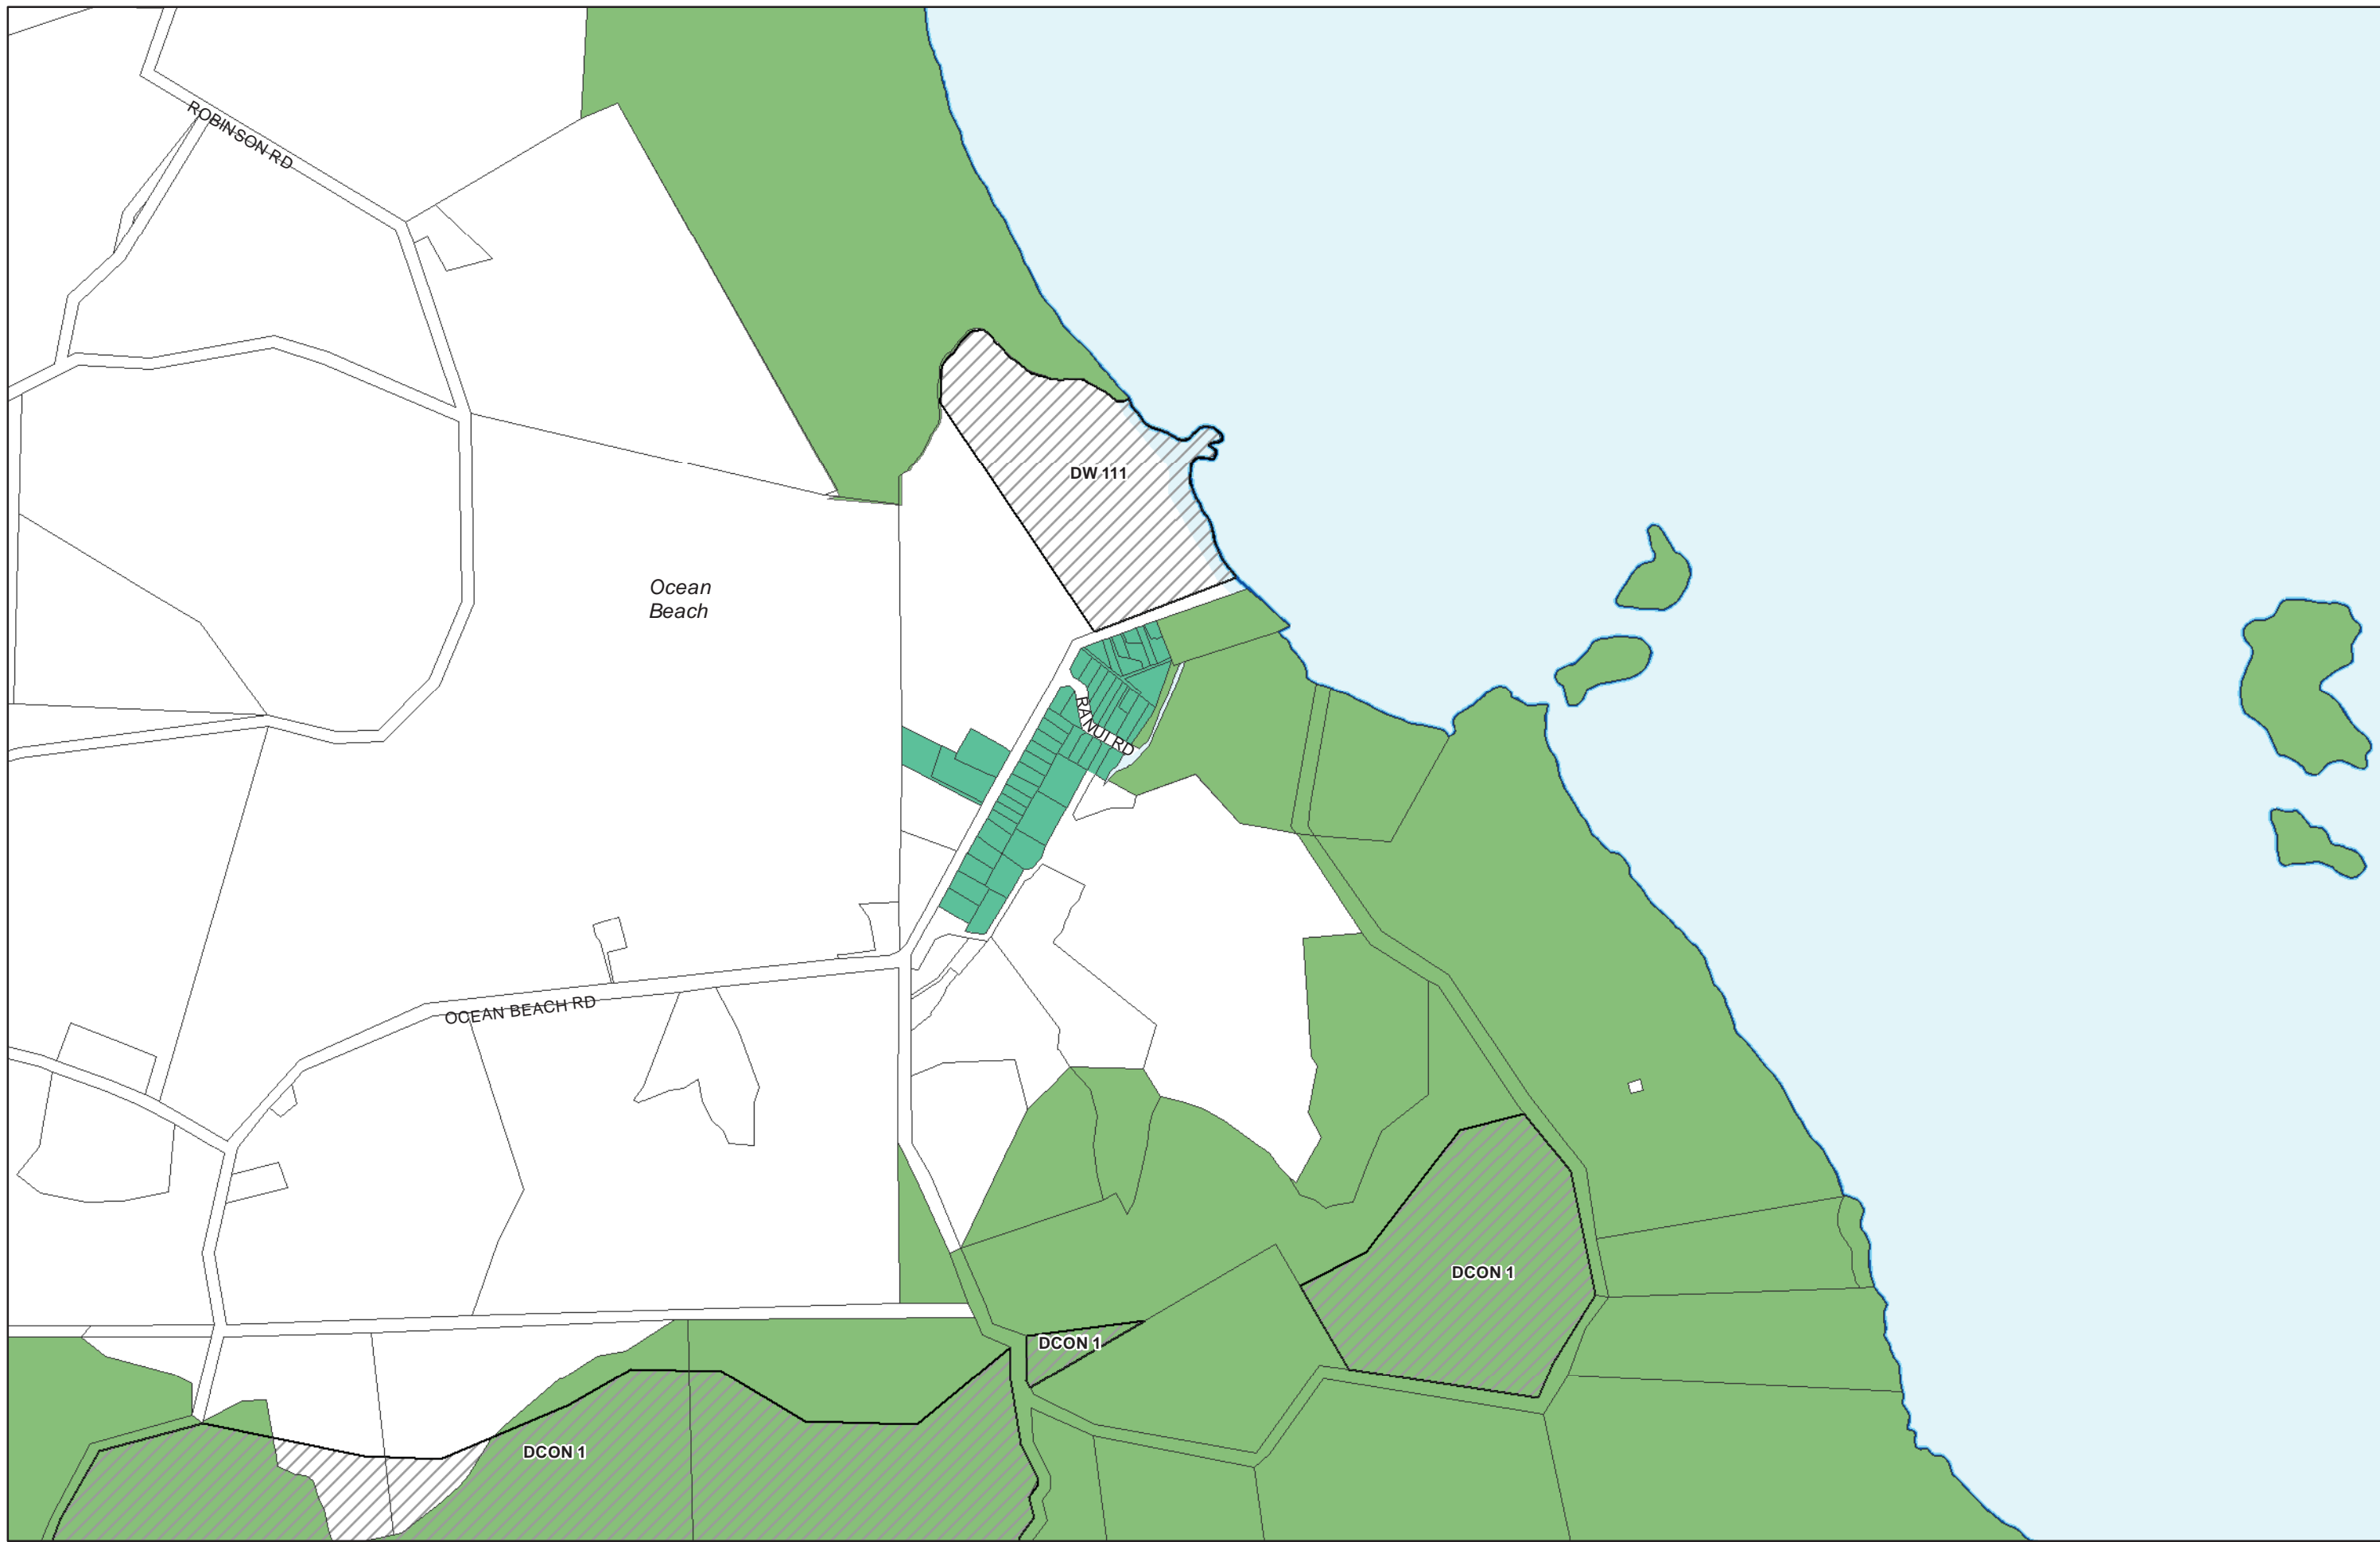 ROBINSON RD
DW 111
Ocean
Beach
RANUI RD
OCEAN BEACH RD
DCON 1
DCON 1
DCON 1